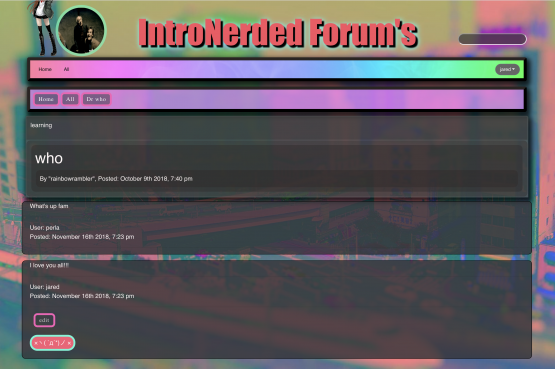 IntroNerded Forum's
Home All jared
Home All Dr who
learning
who
By "rainbowrambler", Posted: October 9th 2018, 7:40 pm
What's up fam
User: perla
Posted: November 16th 2018, 7:23 pm
I love you all!!!
User: jared
Posted: November 16th 2018, 7:23 pm
edit